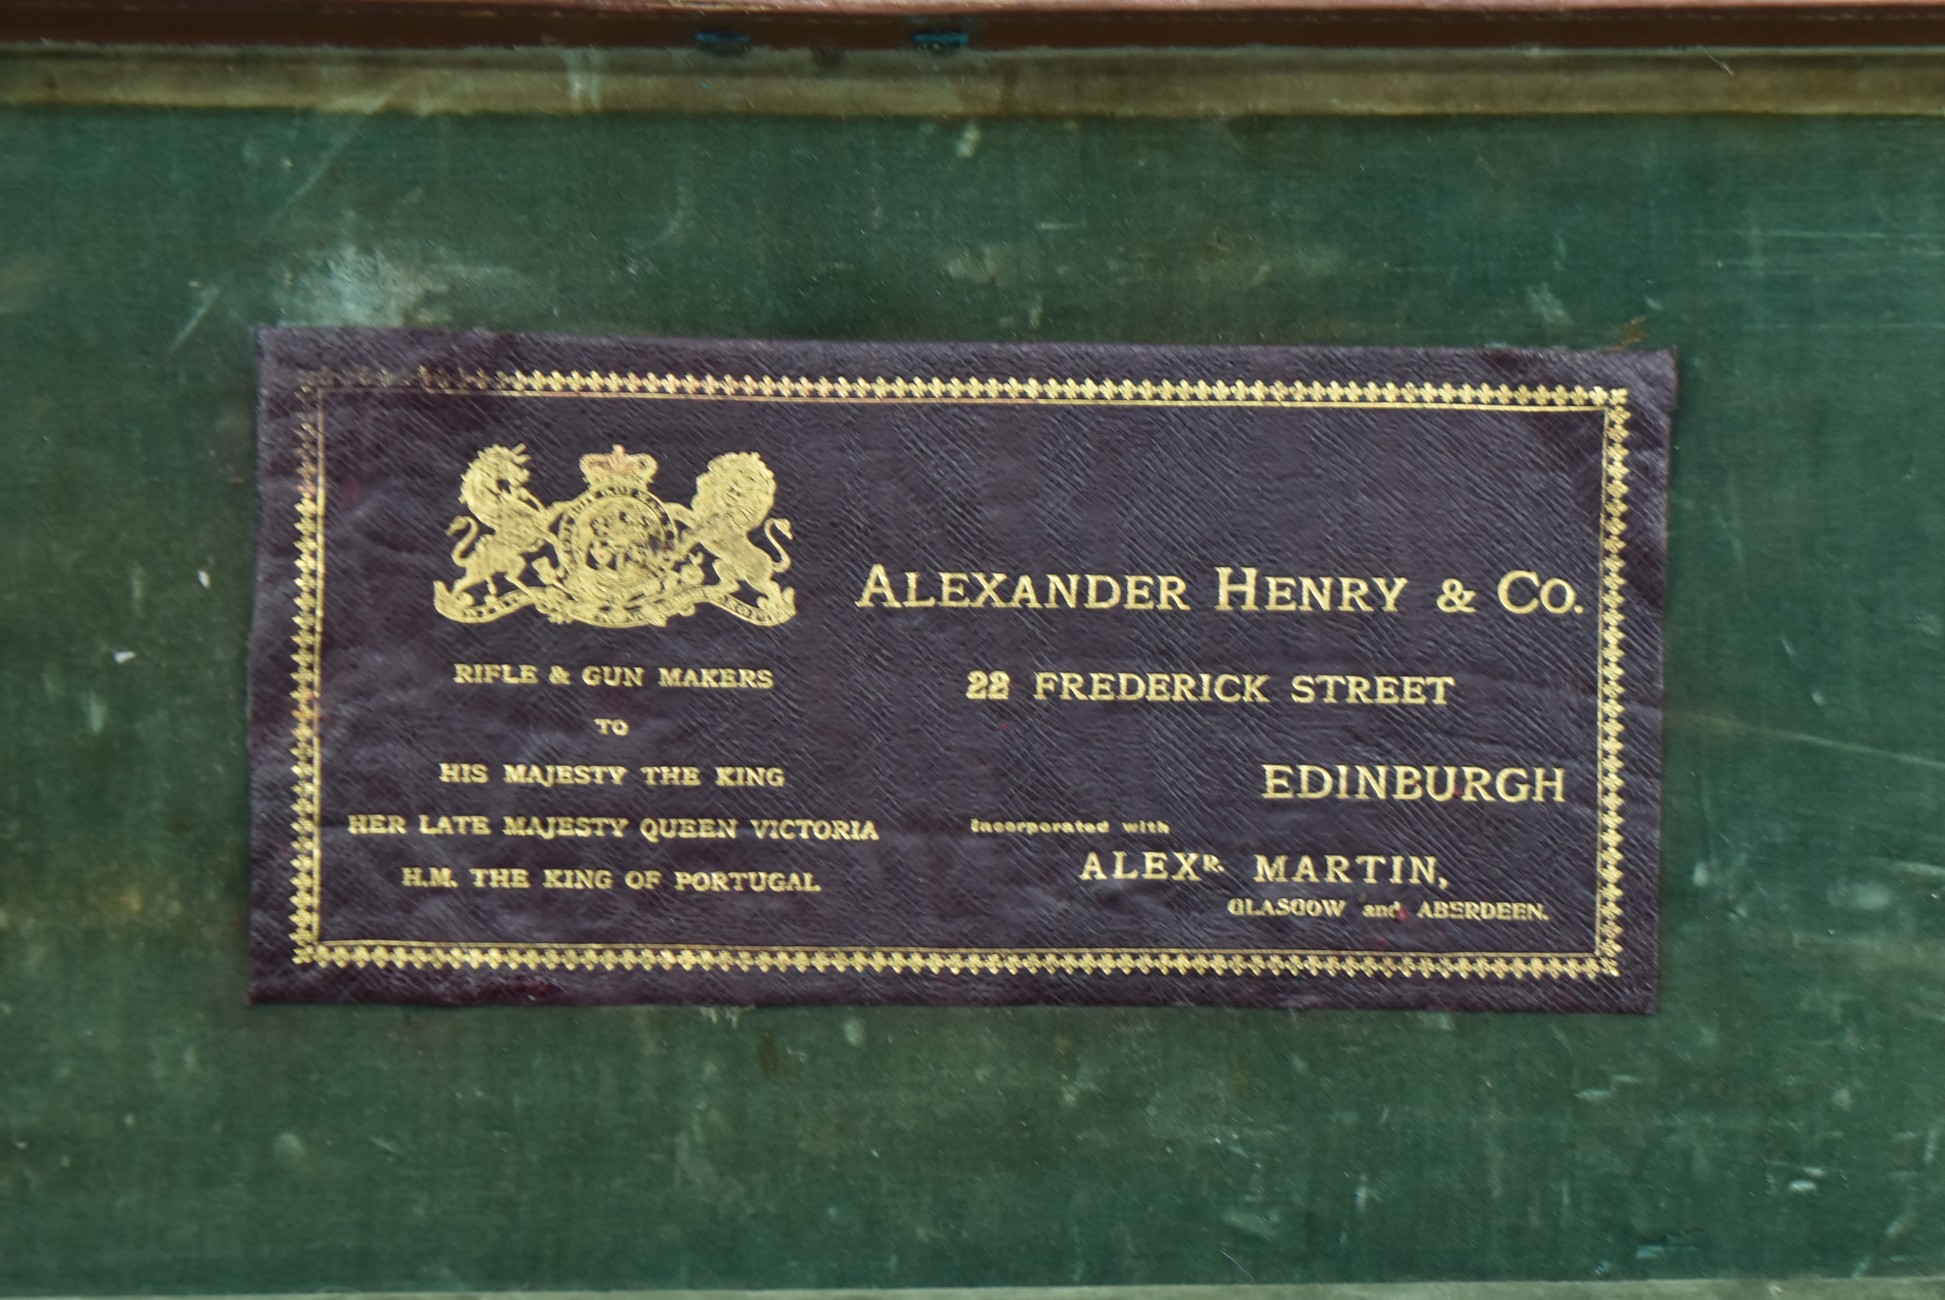 RIFLE & GUN MAKERS
TO
HIS MAJESTY THE KING
HER LATE MAJESTY QUEEN VICTORIA
H.M. THE KING OF PORTUGAL
ALEXANDER HENRY & CO.
22 FREDERICK STREET
EDINBURGH
Incorporated with
ALEXR. MARTIN,
GLASGOW and ABERDEEN.